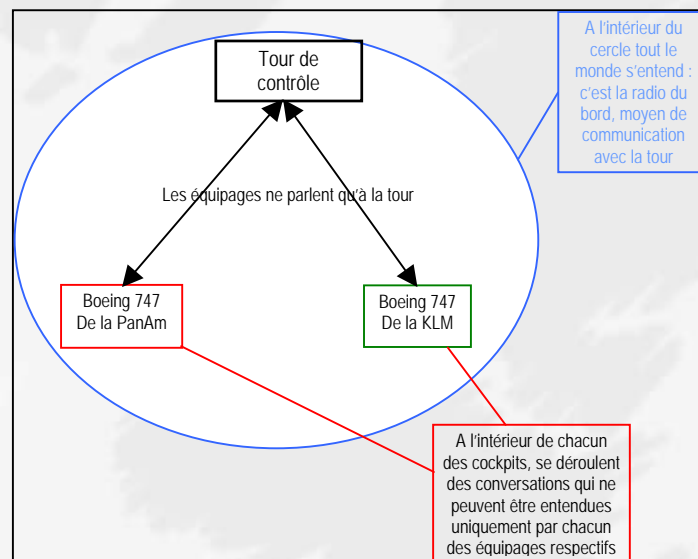 Tour de
contrôle
A l'intérieur du
cercle tout le
monde s'entend :
c'est la radio du
bord, moyen de
communication
avec la tour
Les équipages ne parlent qu'à la tour
Boeing 747
De la PanAm
Boeing 747
De la KLM
A l'intérieur de chacun
des cockpits, se déroulent
des conversations qui ne
peuvent être entendues
uniquement par chacun
des équipages respectifs